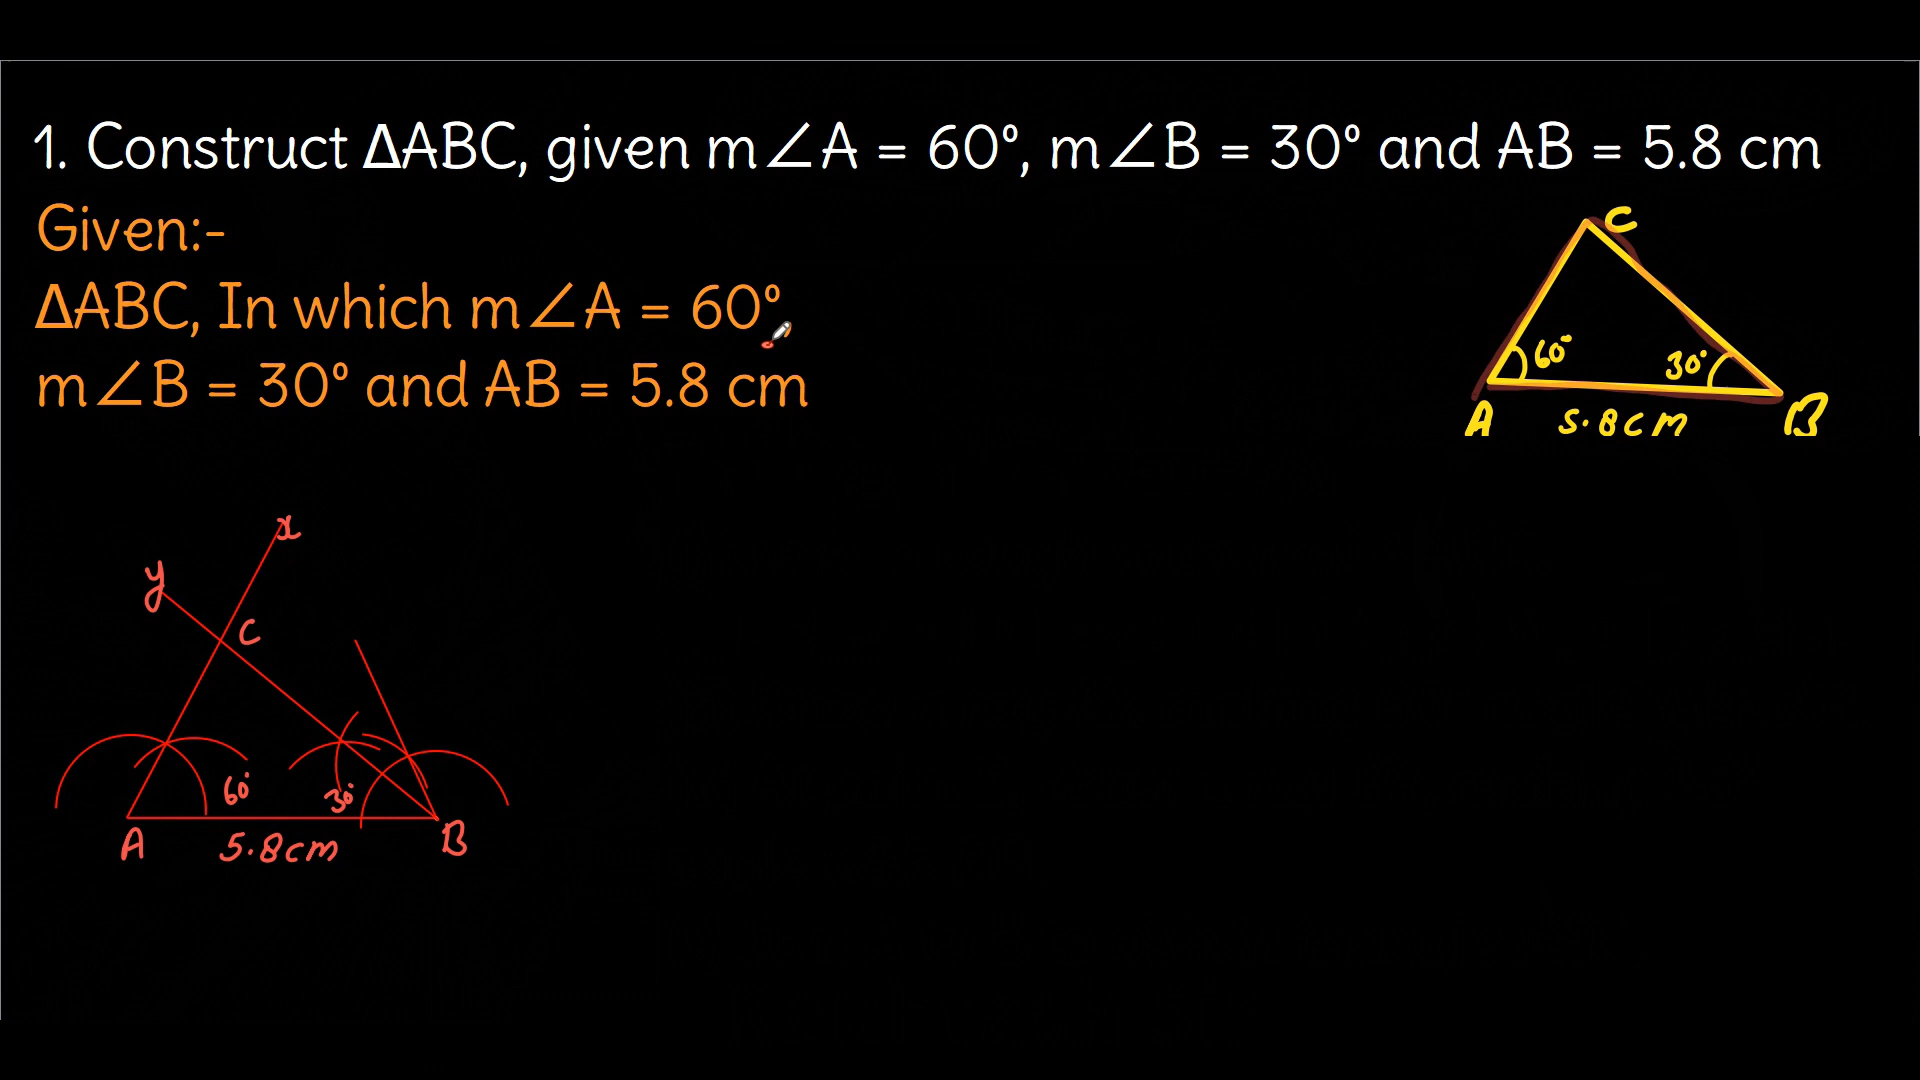 1. Construct ΔABC, given m∠A = 60°, m∠B = 30° and AB = 5.8 cm
Given:-
ΔABC, In which m∠A = 60°,
m∠B = 30° and AB = 5.8 cm
C
60°
30°
A
5.8cm
B
x
y
C
60°
30°
A
5.8cm
B